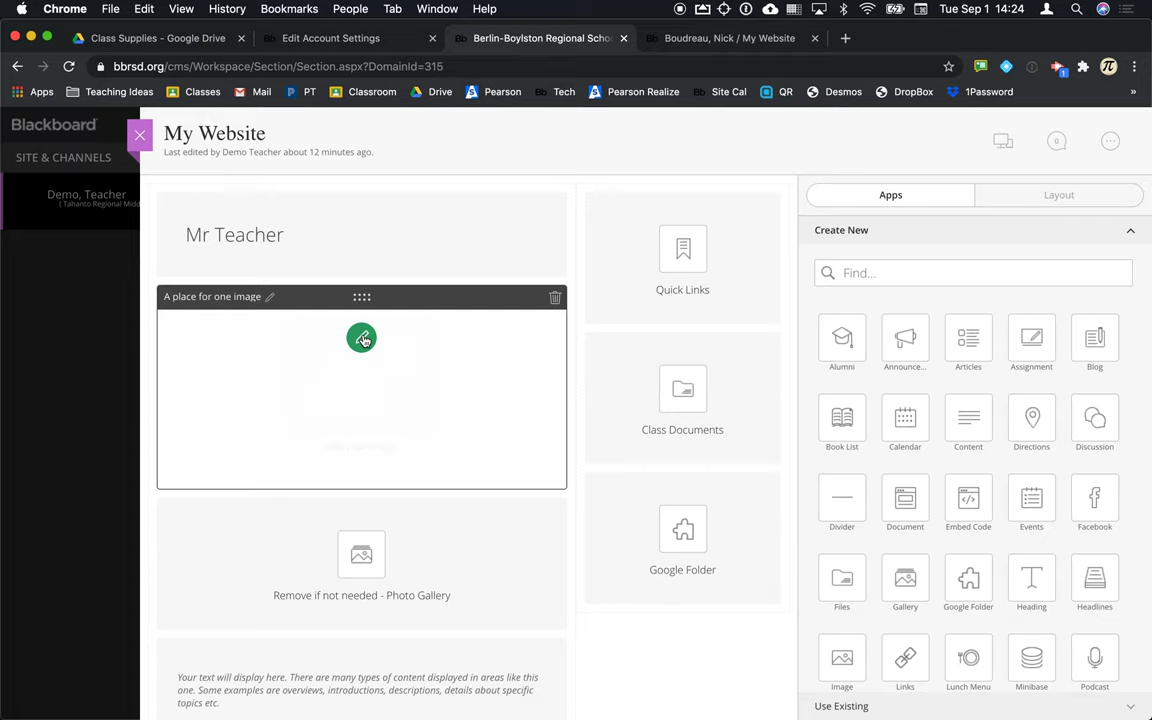 Chrome File Edit View History Bookmarks People Tab Window Help Tue Sep 1 14:24
Class Supplies - Google Drive Edit Account Settings Berlin-Boylston Regional Schoo Boudreau, Nick / My Website
bbrsd.org/cms/Workspace/Section/Section.aspx?DomainId=315
Apps Teaching Ideas Classes Mail PT Classroom Drive Pearson Tech Pearson Realize Site Cal QR Desmos DropBox 1Password
Blackboard
SITE & CHANNELS
Demo, Teacher
( Tahanto Regional Midd
My Website
Last edited by Demo Teacher about 12 minutes ago.
0
Mr Teacher
A place for one image
Remove if not needed - Photo Gallery
Your text will display here. There are many types of content displayed in areas like this
one. Some examples are overviews, introductions, descriptions, details about specific
topics etc.
Quick Links
Class Documents
Google Folder
Apps Layout
Create New
Find...
Alumni Announce... Articles Assignment Blog
Book List Calendar Content Directions Discussion
Divider Document Embed Code Events Facebook
Files Gallery Google Folder Heading Headlines
Image Links Lunch Menu Minibase Podcast
Use Existing